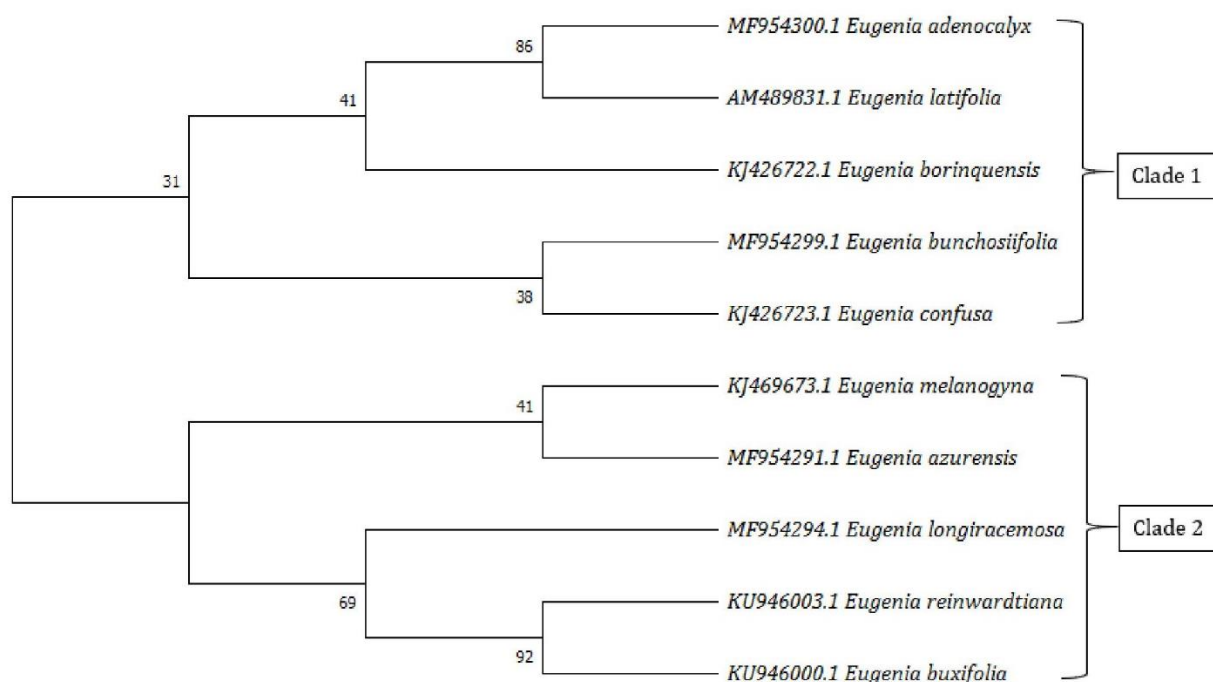 MF954300.1 Eugenia adenocalyx
86
AM489831.1 Eugenia latifolia
41
KJ426722.1 Eugenia borinquensis
31
Clade 1
MF954299.1 Eugenia bunchosiifolia
38
KJ426723.1 Eugenia confusa
KJ469673.1 Eugenia melanogyna
41
MF954291.1 Eugenia azurensis
MF954294.1 Eugenia longiracemosa
Clade 2
69
KU946003.1 Eugenia reinwardtiana
92
KU946000.1 Eugenia buxifolia